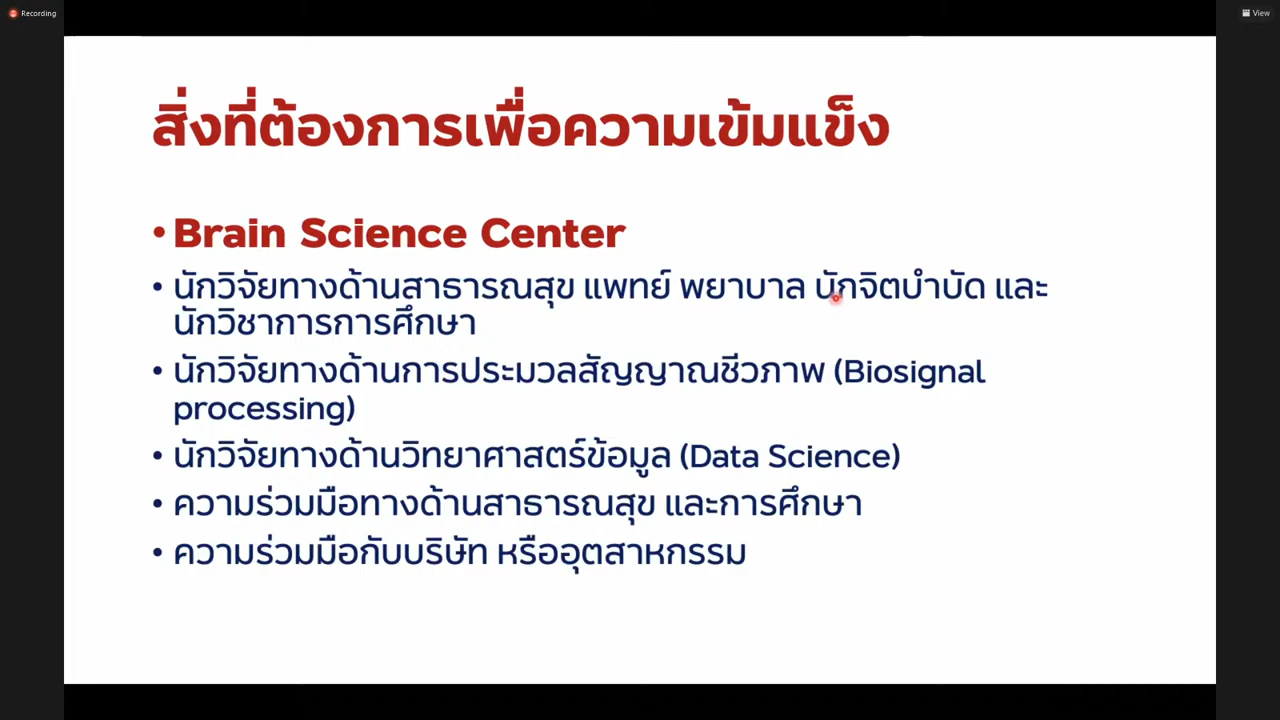 Recording
View
สิ่งที่ต้องการเพื่อความเข้มแข็ง
• Brain Science Center
• นักวิจัยทางด้านสาธารณสุข แพทย์ พยาบาล นักจิตบำบัด และ
นักวิชาการการศึกษา
• นักวิจัยทางด้านการประมวลสัญญาณชีวภาพ (Biosignal
processing)
• นักวิจัยทางด้านวิทยาศาสตร์ข้อมูล (Data Science)
• ความร่วมมือทางด้านสาธารณสุข และการศึกษา
• ความร่วมมือกับบริษัท หรืออุตสาหกรรม